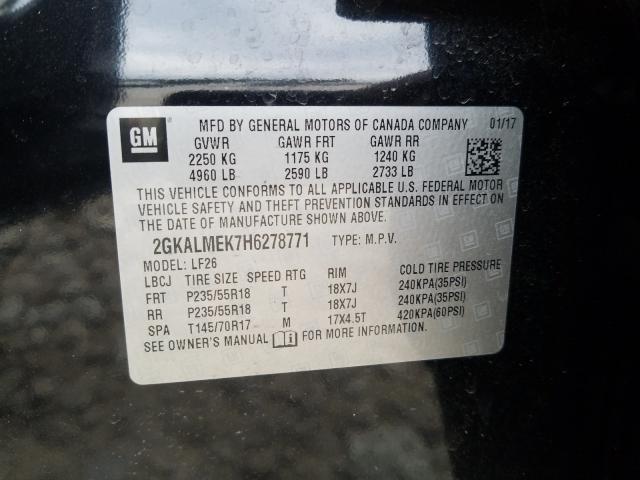 GM
MFD BY GENERAL MOTORS OF CANADA COMPANY 01/17
GVWR GAWR FRT GAWR RR
2250 KG 1175 KG 1240 KG
4960 LB 2590 LB 2733 LB
THIS VEHICLE CONFORMS TO ALL APPLICABLE U.S. FEDERAL MOTOR
VEHICLE SAFETY AND THEFT PREVENTION STANDARDS IN EFFECT ON
THE DATE OF MANUFACTURE SHOWN ABOVE.
2GKALMEK7H6278771 TYPE: M.P.V.
MODEL: LF26
LBCJ TIRE SIZE SPEED RTG RIM COLD TIRE PRESSURE
FRT P235/55R18 T 18X7J 240KPA(35PSI)
RR P235/55R18 T 18X7J 240KPA(35PSI)
SPA T145/70R17 M 17X4.5T 420KPA(60PSI)
SEE OWNER'S MANUAL FOR MORE INFORMATION.